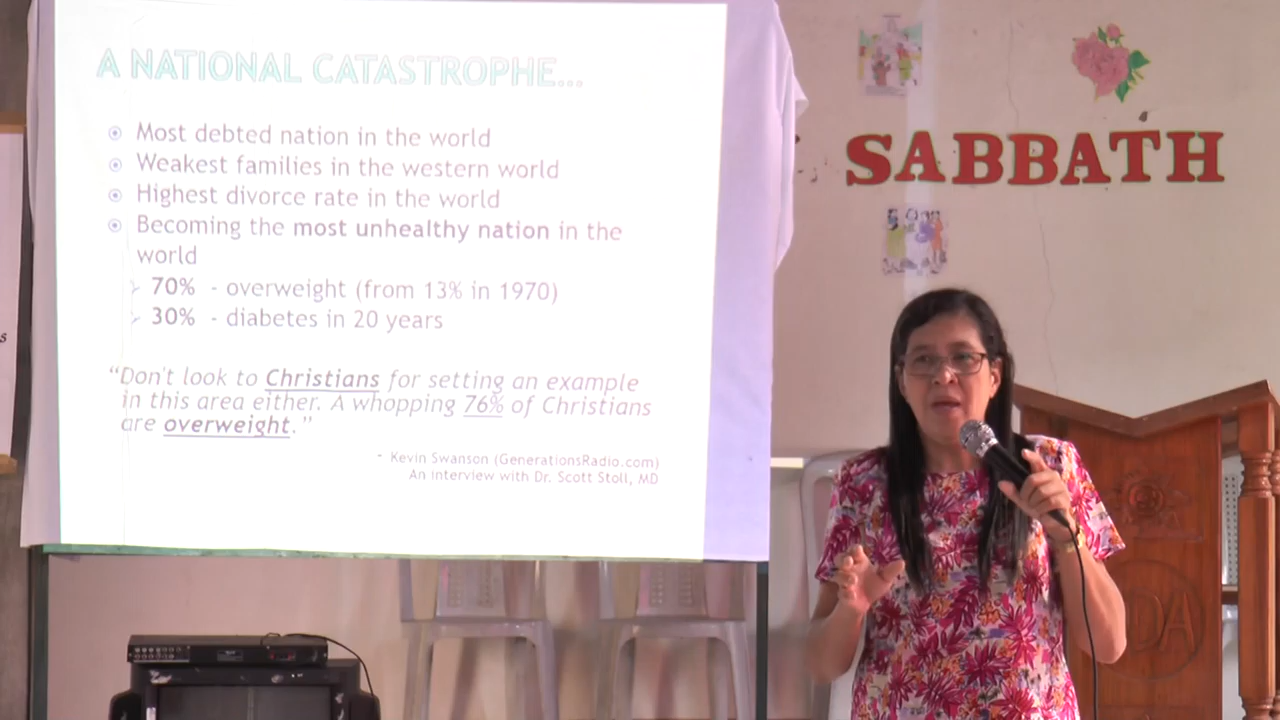 A NATIONAL CATASTROPHE...
Most debted nation in the world
Weakest families in the western world
Highest divorce rate in the world
Becoming the most unhealthy nation in the
world
70% - overweight (from 13% in 1970)
30% - diabetes in 20 years
“Don't look to Christians for setting an example
in this area either. A whopping 76% of Christians
are overweight.”
- Kevin Swanson (GenerationsRadio.com)
An interview with Dr. Scott Stoll, MD
SABBATH
s
DA